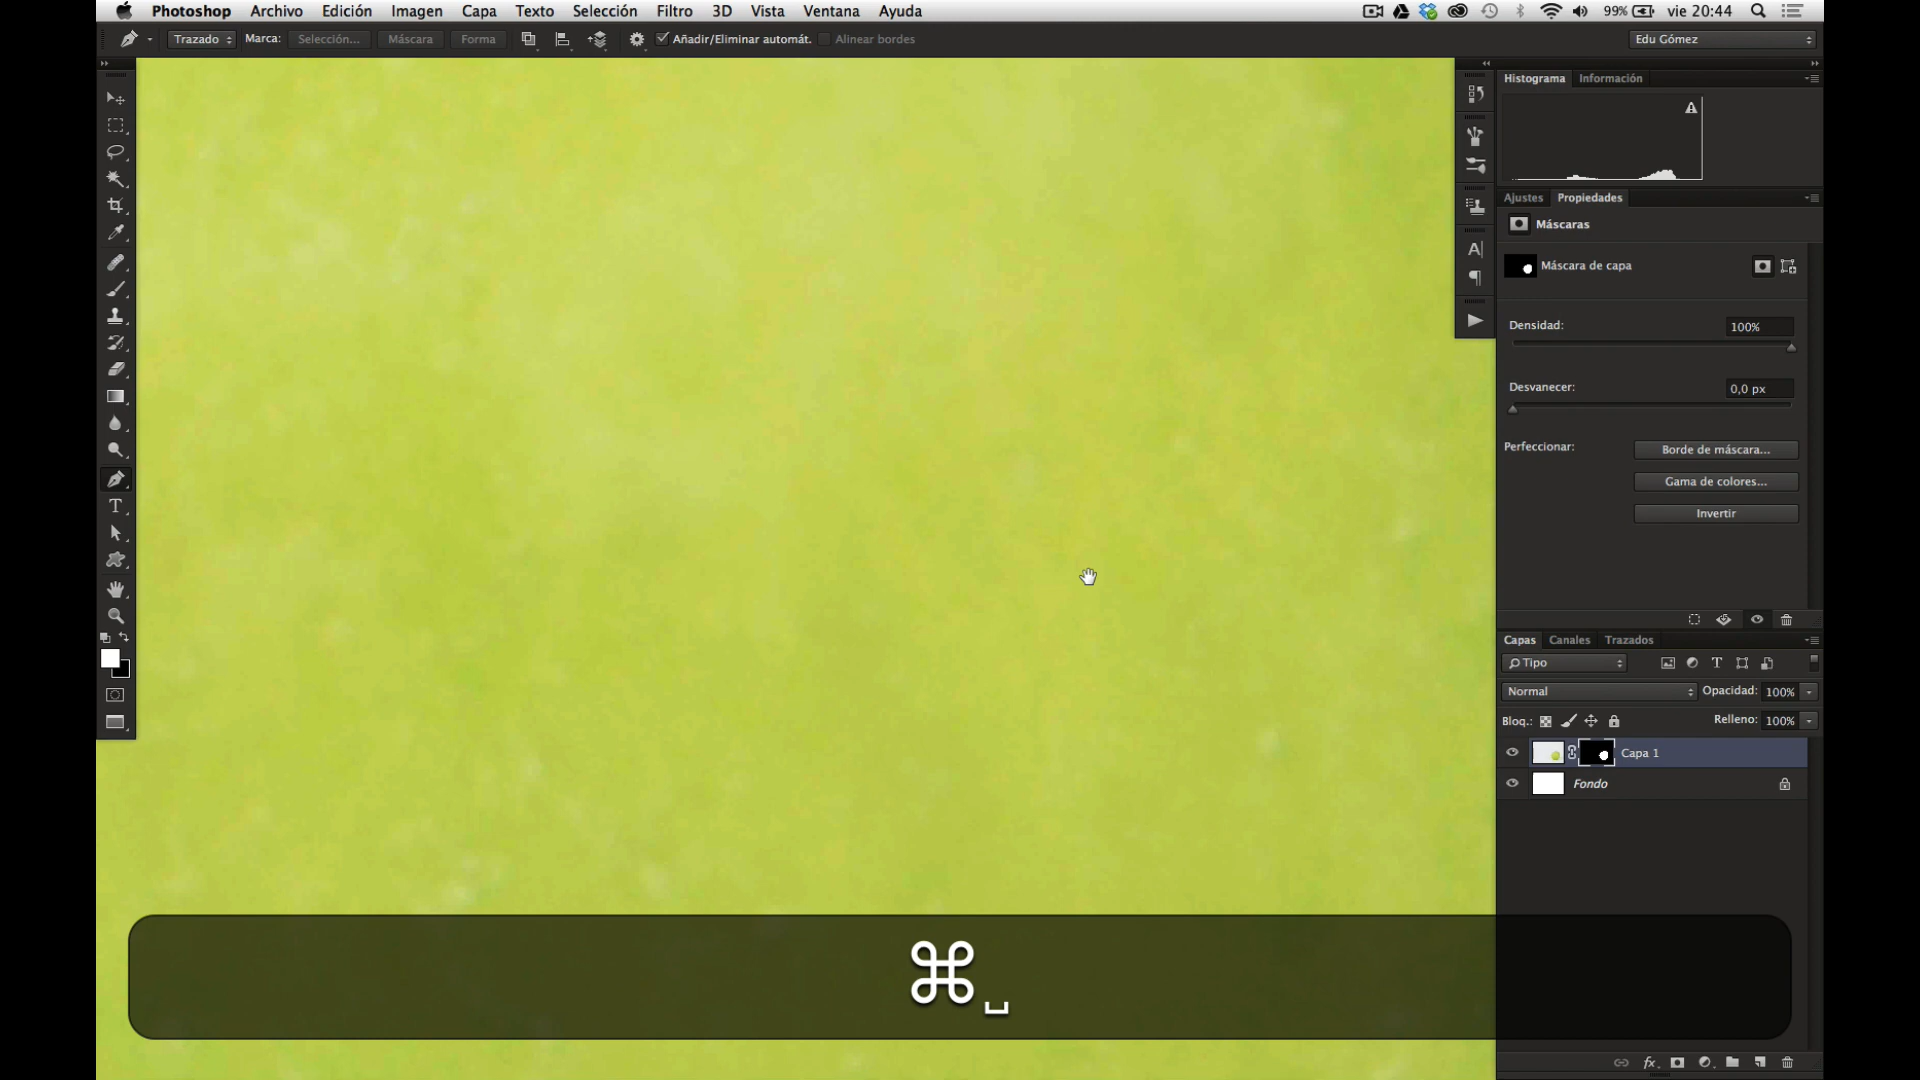 Photoshop Archivo Edición Imagen Capa Texto Selección Filtro 3D Vista Ventana Ayuda 99% vie 20:44
Trazado Marca: Selección... Máscara Forma Añadir/Eliminar automát. Alinear bordes Edu Gómez
Histograma Información
Ajustes Propiedades
Máscaras
Máscara de capa
Densidad: 100%
Desvanecer: 0,0 px
Perfeccionar: Borde de máscara...
Gama de colores...
Invertir
Capas Canales Trazados
Tipo
Normal Opacidad: 100%
Bloq.: Relleno: 100%
Capa 1
Fondo
⌘␣
fx